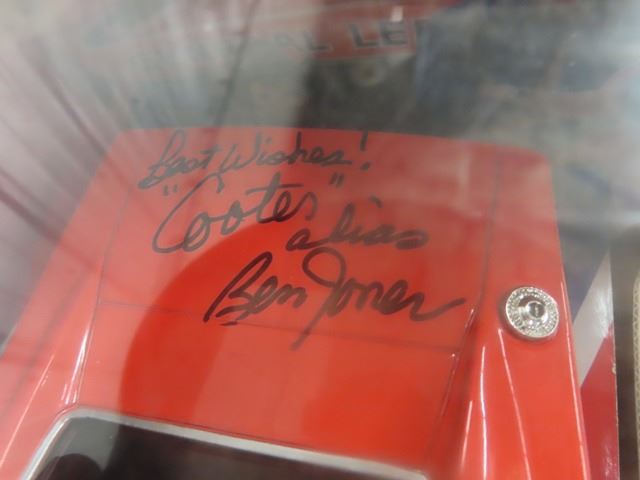 Best Wishes!
"Cooter"
alias
Ben Jones